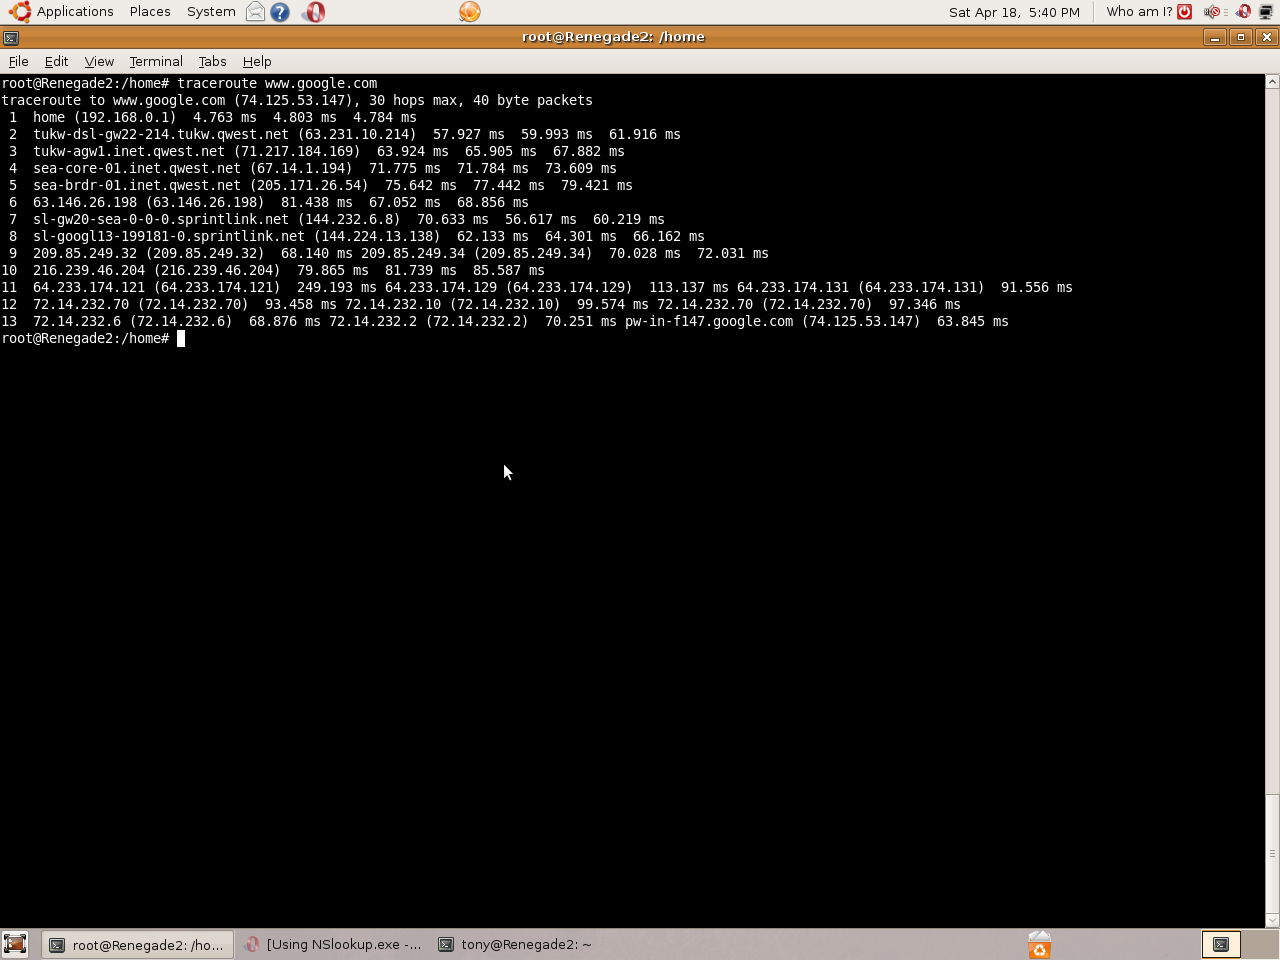 Applications Places System Sat Apr 18, 5:40 PM Who am I?
root@Renegade2: /home
File Edit View Terminal Tabs Help
root@Renegade2:/home# traceroute www.google.com
traceroute to www.google.com (74.125.53.147), 30 hops max, 40 byte packets
1 home (192.168.0.1) 4.763 ms 4.803 ms 4.784 ms
2 tukw-dsl-gw22-214.tukw.qwest.net (63.231.10.214) 57.927 ms 59.993 ms 61.916 ms
3 tukw-agw1.inet.qwest.net (71.217.184.169) 63.924 ms 65.905 ms 67.882 ms
4 sea-core-01.inet.qwest.net (67.14.1.194) 71.775 ms 71.784 ms 73.609 ms
5 sea-brdr-01.inet.qwest.net (205.171.26.54) 75.642 ms 77.442 ms 79.421 ms
6 63.146.26.198 (63.146.26.198) 81.438 ms 67.052 ms 68.856 ms
7 sl-gw20-sea-0-0-0.sprintlink.net (144.232.6.8) 70.633 ms 56.617 ms 60.219 ms
8 sl-googl13-199181-0.sprintlink.net (144.224.13.138) 62.133 ms 64.301 ms 66.162 ms
9 209.85.249.32 (209.85.249.32) 68.140 ms 209.85.249.34 (209.85.249.34) 70.028 ms 72.031 ms
10 216.239.46.204 (216.239.46.204) 79.865 ms 81.739 ms 85.587 ms
11 64.233.174.121 (64.233.174.121) 249.193 ms 64.233.174.129 (64.233.174.129) 113.137 ms 64.233.174.131 (64.233.174.131) 91.556 ms
12 72.14.232.70 (72.14.232.70) 93.458 ms 72.14.232.10 (72.14.232.10) 99.574 ms 72.14.232.70 (72.14.232.70) 97.346 ms
13 72.14.232.6 (72.14.232.6) 68.876 ms 72.14.232.2 (72.14.232.2) 70.251 ms pw-in-f147.google.com (74.125.53.147) 63.845 ms
root@Renegade2:/home#
root@Renegade2: /ho... [Using NSlookup.exe -... tony@Renegade2: ~